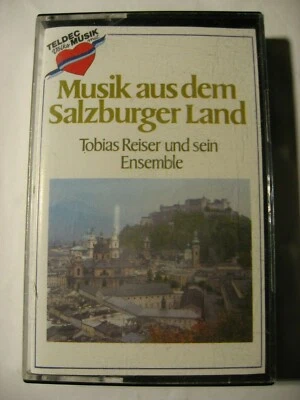 TELDEC
MUSIK
Musik aus dem
Salzburger Land
Tobias Reiser und sein
Ensemble